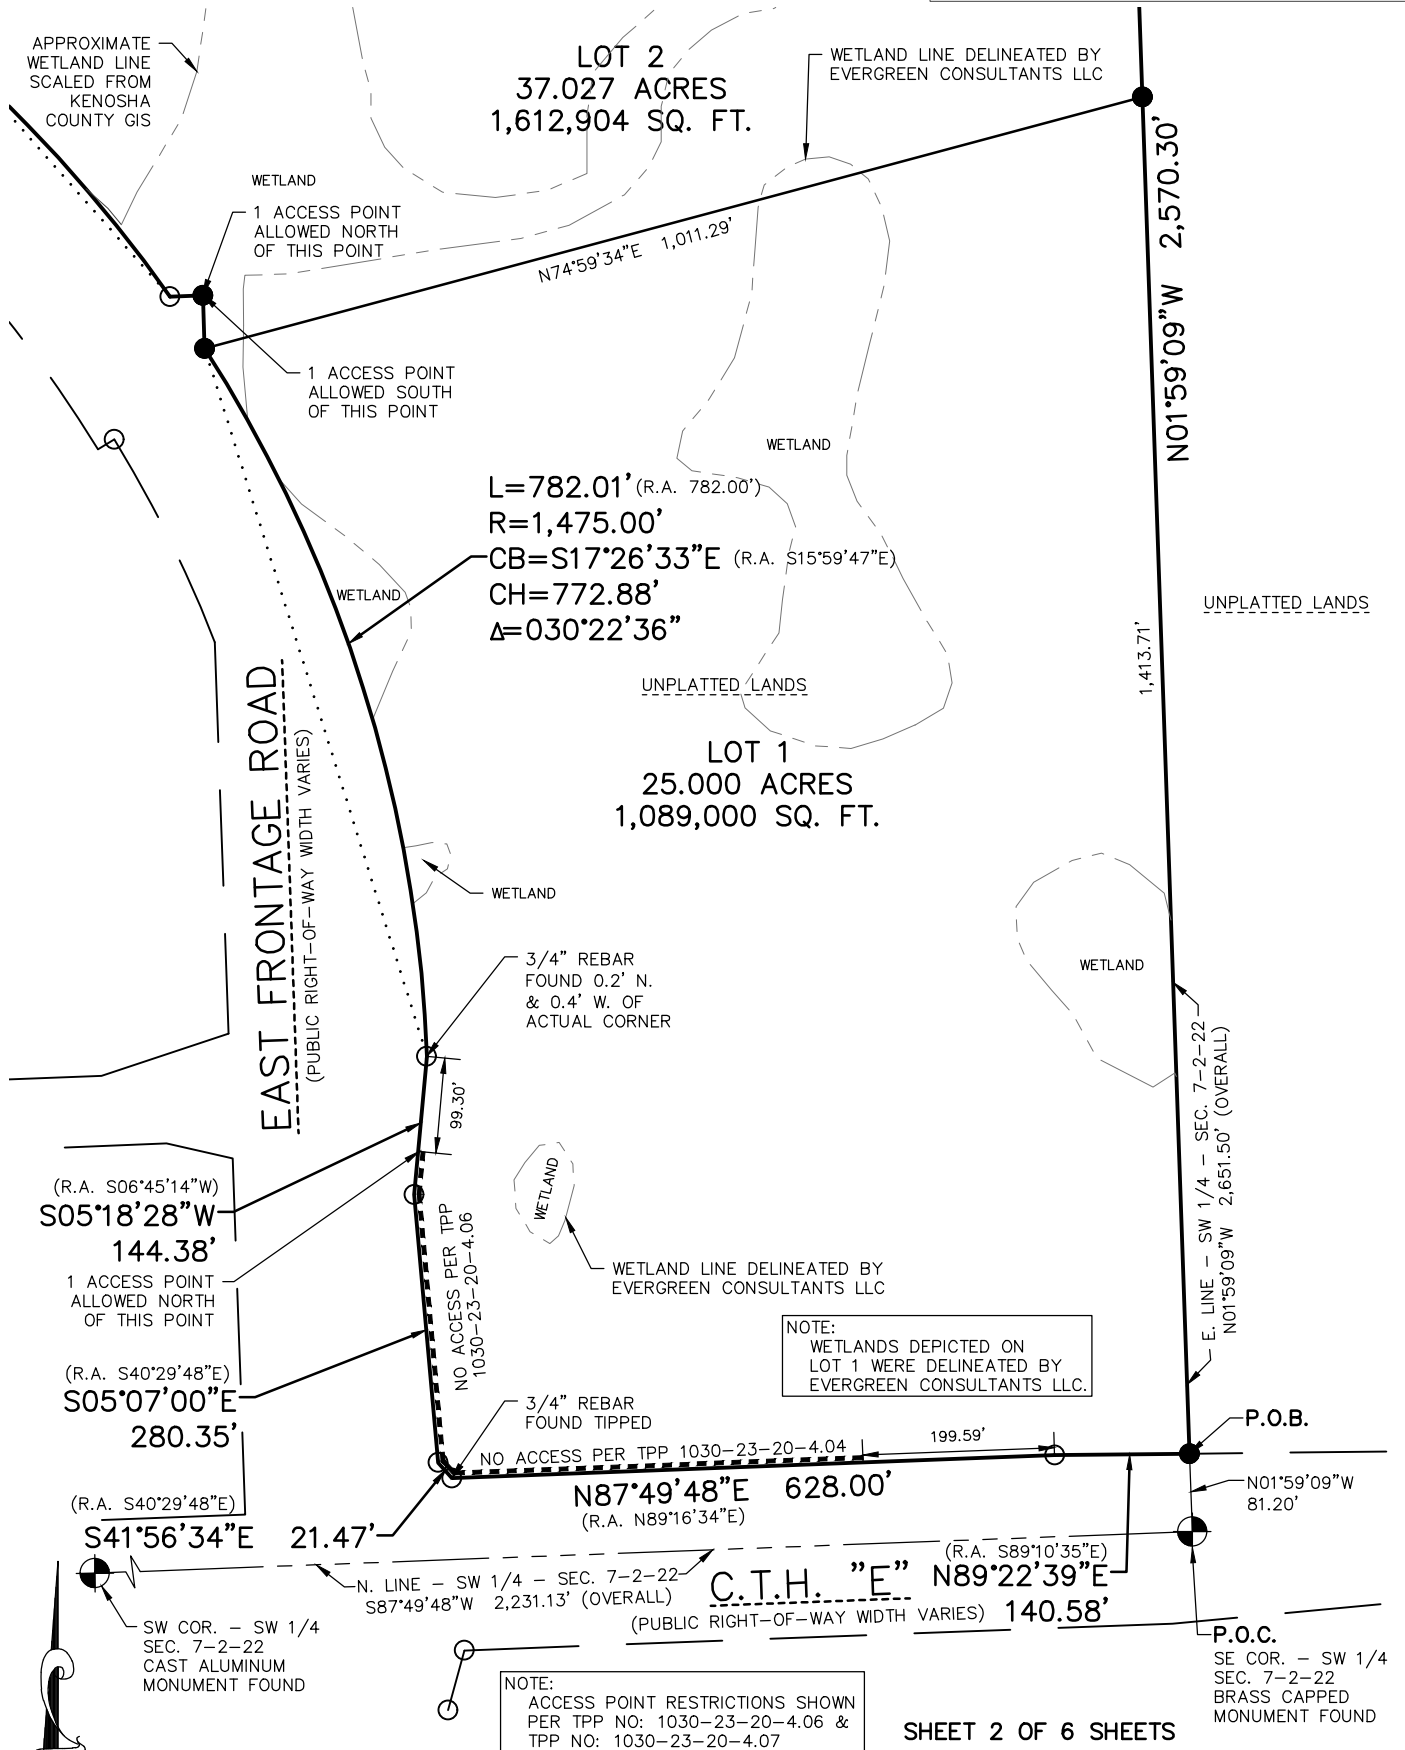 APPROXIMATE
WETLAND LINE
SCALED FROM
KENOSHA
COUNTY GIS
LOT 2
37.027 ACRES
1,612,904 SQ. FT.
WETLAND LINE DELINEATED BY
EVERGREEN CONSULTANTS LLC
WETLAND
1 ACCESS POINT
ALLOWED NORTH
OF THIS POINT
N74°59'34"E 1,011.29'
N01°59'09"W 2,570.30'
1 ACCESS POINT
ALLOWED SOUTH
OF THIS POINT
WETLAND
L=782.01' (R.A. 782.00')
R=1,475.00'
CB=S17°26'33"E (R.A. S15°59'47"E)
CH=772.88'
Δ=030°22'36"
WETLAND
UNPLATTED LANDS
1,413.71'
UNPLATTED LANDS
LOT 1
25.000 ACRES
1,089,000 SQ. FT.
EAST FRONTAGE ROAD
(PUBLIC RIGHT-OF-WAY WIDTH VARIES)
WETLAND
3/4" REBAR
FOUND 0.2' N.
& 0.4' W. OF
ACTUAL CORNER
WETLAND
99.30'
E. LINE - SW 1/4 - SEC. 7-2-22
N01°59'09"W 2,651.50' (OVERALL)
(R.A. S06°45'14"W)
S05°18'28"W
144.38'
1 ACCESS POINT
ALLOWED NORTH
OF THIS POINT
NO ACCESS PER TPP
1030-23-20-4.06
WETLAND
WETLAND LINE DELINEATED BY
EVERGREEN CONSULTANTS LLC
NOTE:
WETLANDS DEPICTED ON
LOT 1 WERE DELINEATED BY
EVERGREEN CONSULTANTS LLC.
(R.A. S40°29'48"E)
S05°07'00"E
280.35'
3/4" REBAR
FOUND TIPPED
P.O.B.
NO ACCESS PER TPP 1030-23-20-4.04
199.59'
N87°49'48"E 628.00'
(R.A. N89°16'34"E)
N01°59'09"W
81.20'
(R.A. S40°29'48"E)
S41°56'34"E 21.47'
N. LINE - SW 1/4 - SEC. 7-2-22
S87°49'48"W 2,231.13' (OVERALL)
C.T.H. "E"
(PUBLIC RIGHT-OF-WAY WIDTH VARIES)
(R.A. S89°10'35"E)
N89°22'39"E
140.58'
SW COR. - SW 1/4
SEC. 7-2-22
CAST ALUMINUM
MONUMENT FOUND
P.O.C.
SE COR. - SW 1/4
SEC. 7-2-22
BRASS CAPPED
MONUMENT FOUND
NOTE:
ACCESS POINT RESTRICTIONS SHOWN
PER TPP NO: 1030-23-20-4.06 &
TPP NO: 1030-23-20-4.07
SHEET 2 OF 6 SHEETS